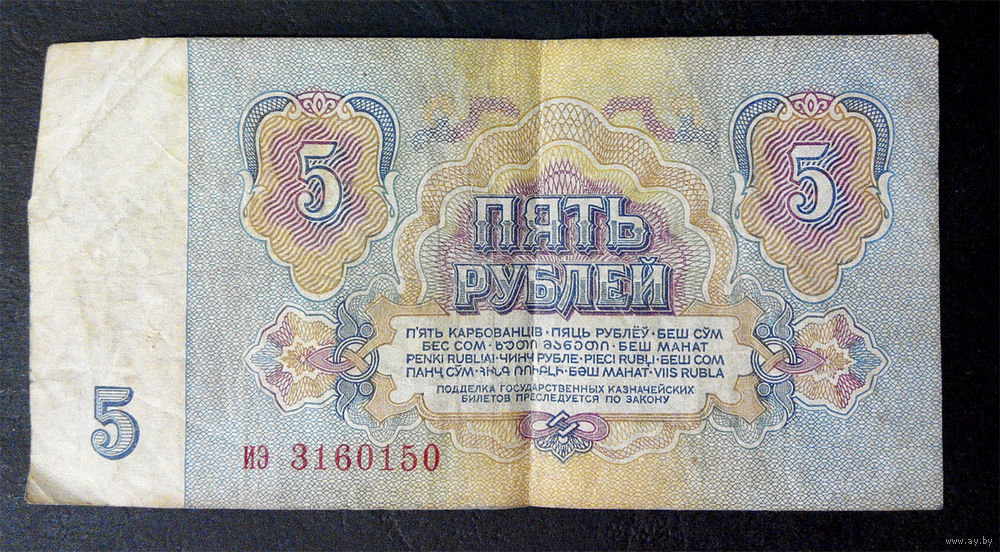 5
5
ПЯТЬ
РУБЛЕЙ
П'ЯТЬ КАРБОВАНЦІВ · ПЯЦЬ РУБЛЁЎ · БЕШ СЎМ
БЕС СОМ · ᲮᲣᲗᲘ ᲛᲐᲜᲔᲗᲘ · БЕШ МАНАТ
PENKI RUBLIAI · ЧИНЧ РУБЛЕ · PIECI RUBĻI · БЕШ СОМ
ПАНҶ СӮМ · ՀԻՆԳ ՌՈՒԲԼԻ · БӘШ МАНАТ · VIIS RUBLA
ПОДДЕЛКА ГОСУДАРСТВЕННЫХ КАЗНАЧЕЙСКИХ
БИЛЕТОВ ПРЕСЛЕДУЕТСЯ ПО ЗАКОНУ
5
ИЭ 3160150
www.ay.by